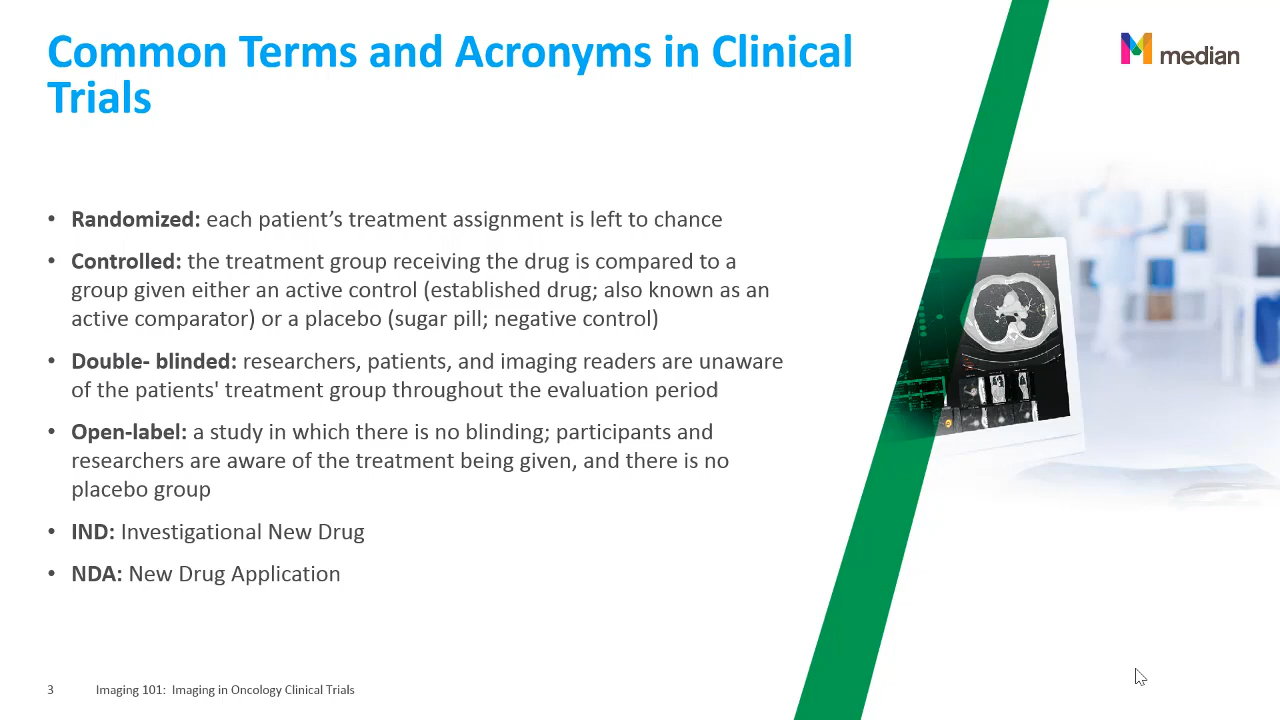 Common Terms and Acronyms in Clinical
Trials
median
• Randomized: each patient’s treatment assignment is left to chance
• Controlled: the treatment group receiving the drug is compared to a
group given either an active control (established drug; also known as an
active comparator) or a placebo (sugar pill; negative control)
• Double- blinded: researchers, patients, and imaging readers are unaware
of the patients' treatment group throughout the evaluation period
• Open-label: a study in which there is no blinding; participants and
researchers are aware of the treatment being given, and there is no
placebo group
• IND: Investigational New Drug
• NDA: New Drug Application
3 Imaging 101: Imaging in Oncology Clinical Trials